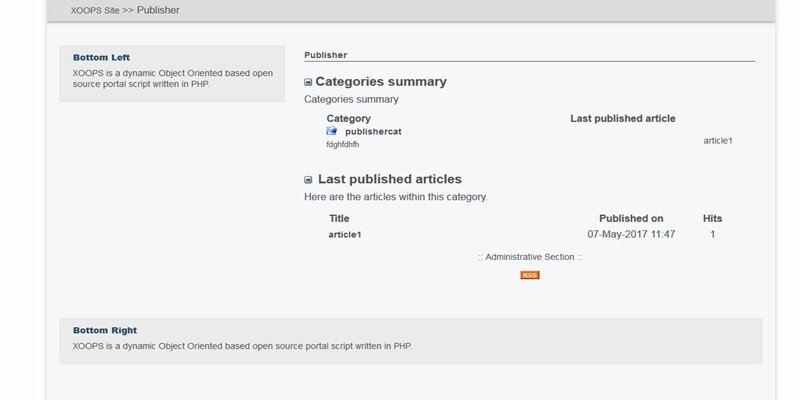 XOOPS Site >> Publisher
Bottom Left
XOOPS is a dynamic Object Oriented based open
source portal script written in PHP.
Publisher
Categories summary
Categories summary
Category Last published article
publishercat
fdghfdhfh article1
Last published articles
Here are the articles within this category.
Title Published on Hits
article1 07-May-2017 11:47 1
:: Administrative Section ::
RSS
Bottom Right
XOOPS is a dynamic Object Oriented based open source portal script written in PHP.